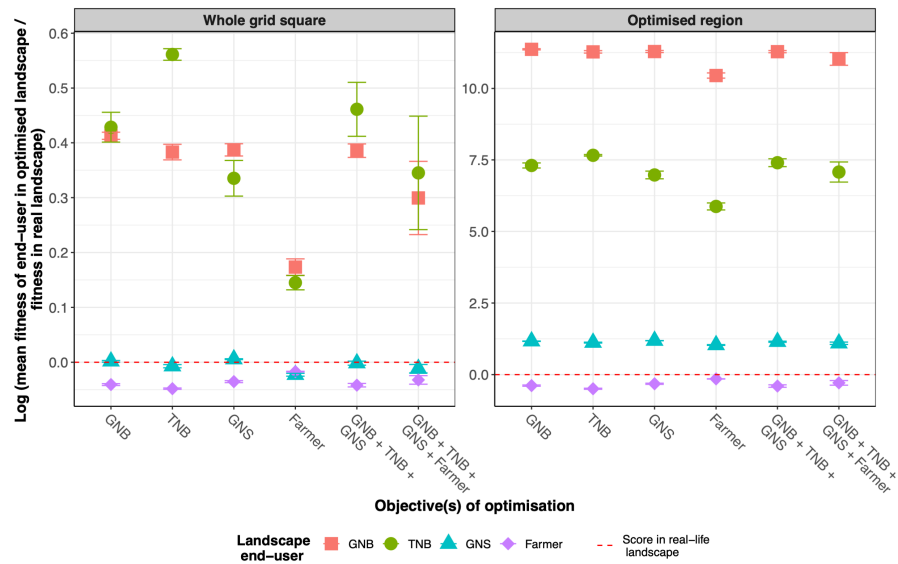 Whole grid square
Optimised region
Log (mean fitness of end-user in optimised landscape /
fitness in real landscape)
0.6
0.5
0.4
0.3
0.2
0.1
0.0
10.0
7.5
5.0
2.5
0.0
GNB
TNB
GNS
Farmer
GNB + TNB +
GNS
GNB + TNB +
GNS + Farmer
GNB
TNB
GNS
Farmer
GNB + TNB +
GNS
GNB + TNB +
GNS + Farmer
Objective(s) of optimisation
Landscape
end-user
GNB
TNB
GNS
Farmer
Score in real-life
landscape